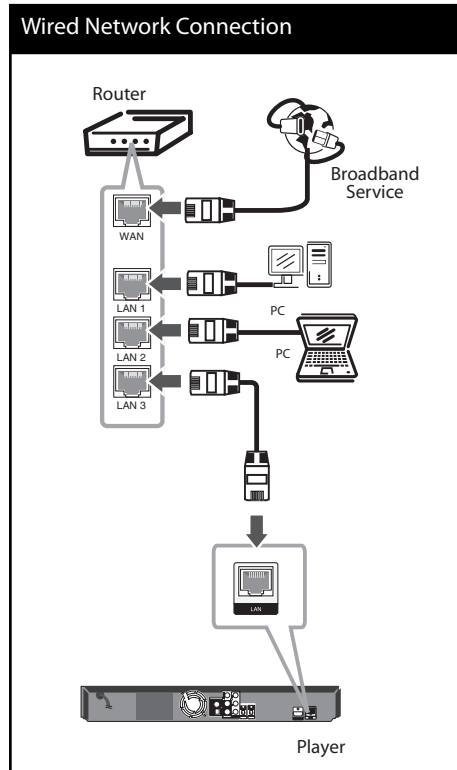 Wired Network Connection
Router
Broadband
Service
WAN
LAN 1
PC
LAN 2
PC
LAN 3
LAN
Player